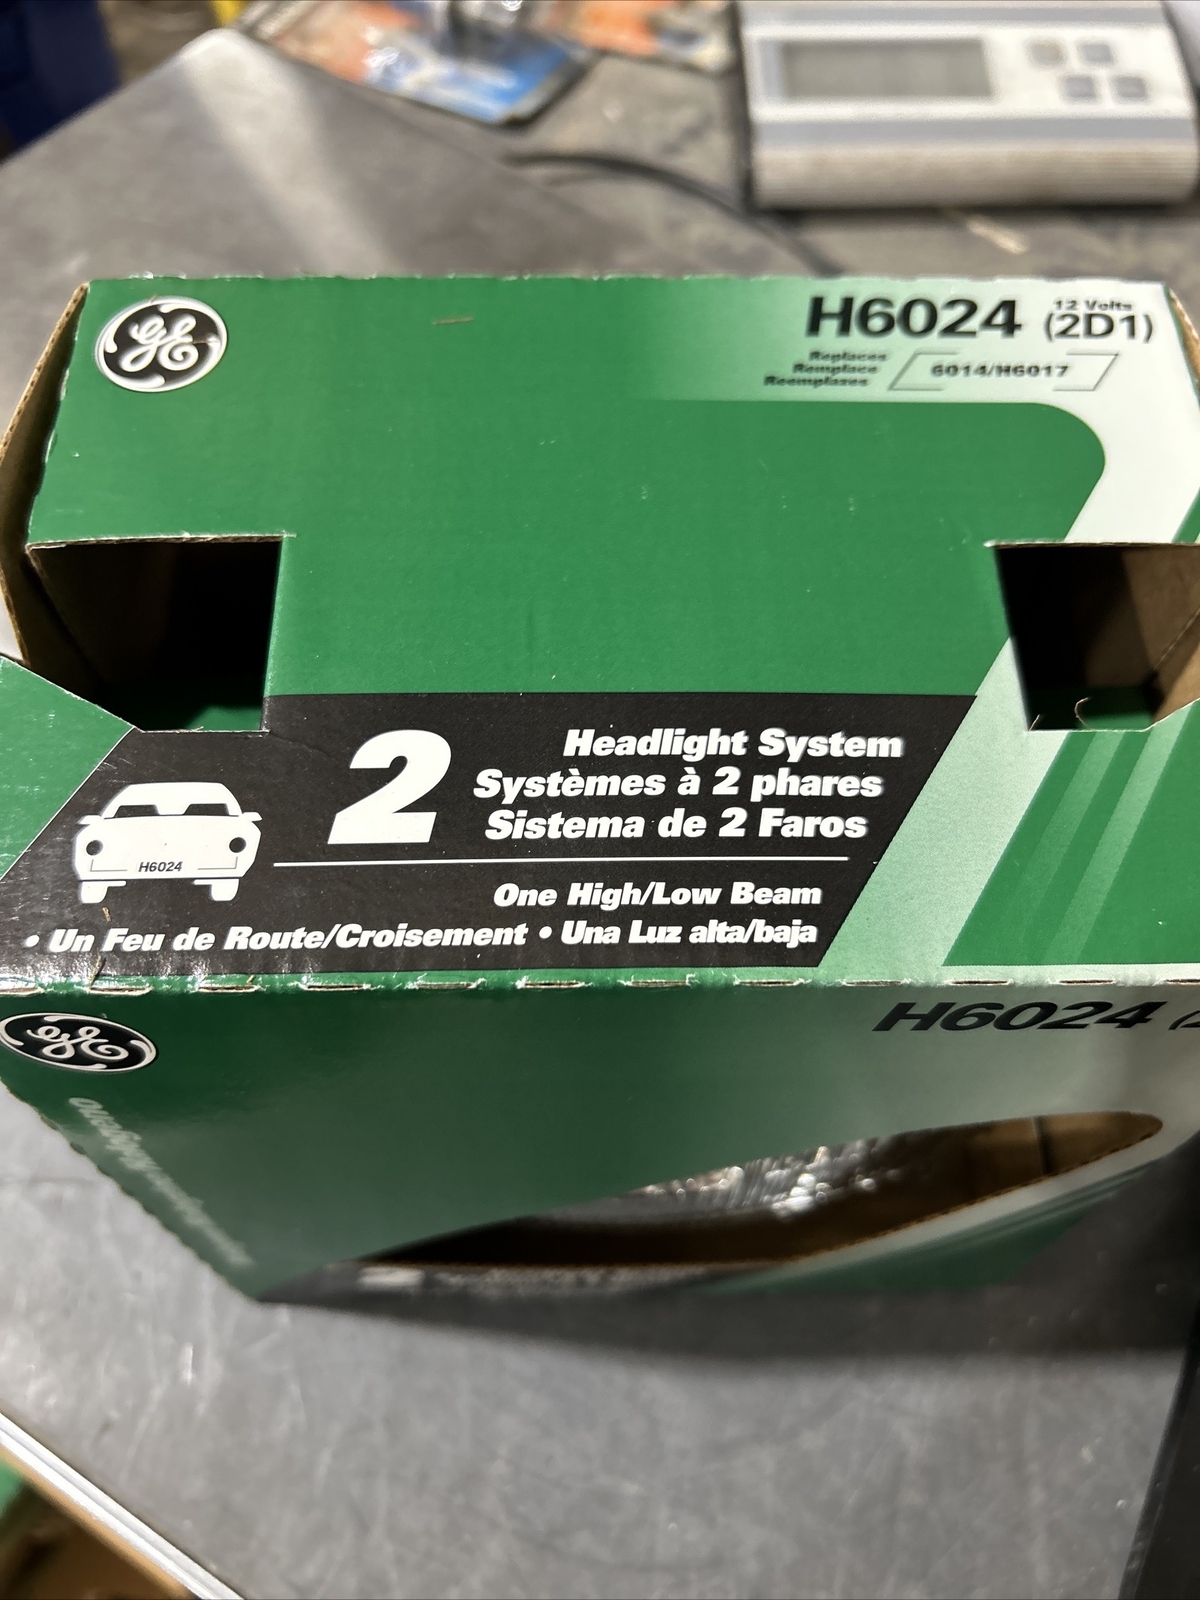 GE
H6024
12 Volts
(2D1)
Replaces
Remplace
Reemplazas
6014/H6017
2
Headlight System
Systèmes à 2 phares
Sistema de 2 Faros
H6024
One High/Low Beam
• Un Feu de Route/Croisement • Una Luz alta/baja
GE
H6024